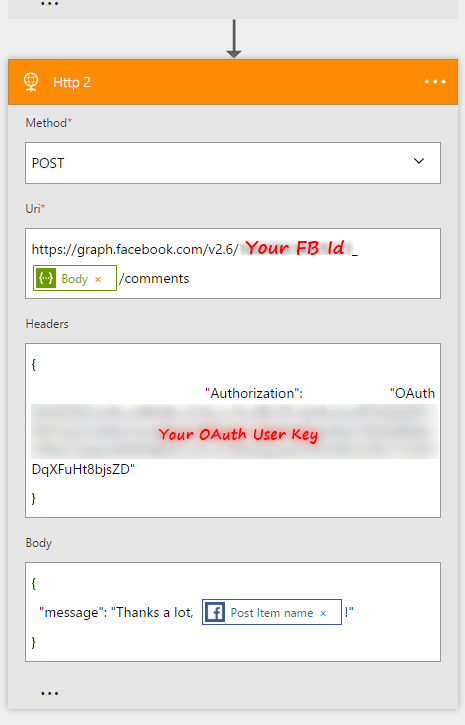 ...
Http 2
...
Method*
POST
Uri*
https://graph.facebook.com/v2.6/ Your FB Id _
Body × /comments
Headers
{
"Authorization": "OAuth
Your OAuth User Key
DqXFuHt8bjsZD"
}
Body
{
"message": "Thanks a lot, Post Item name × !"
}
...